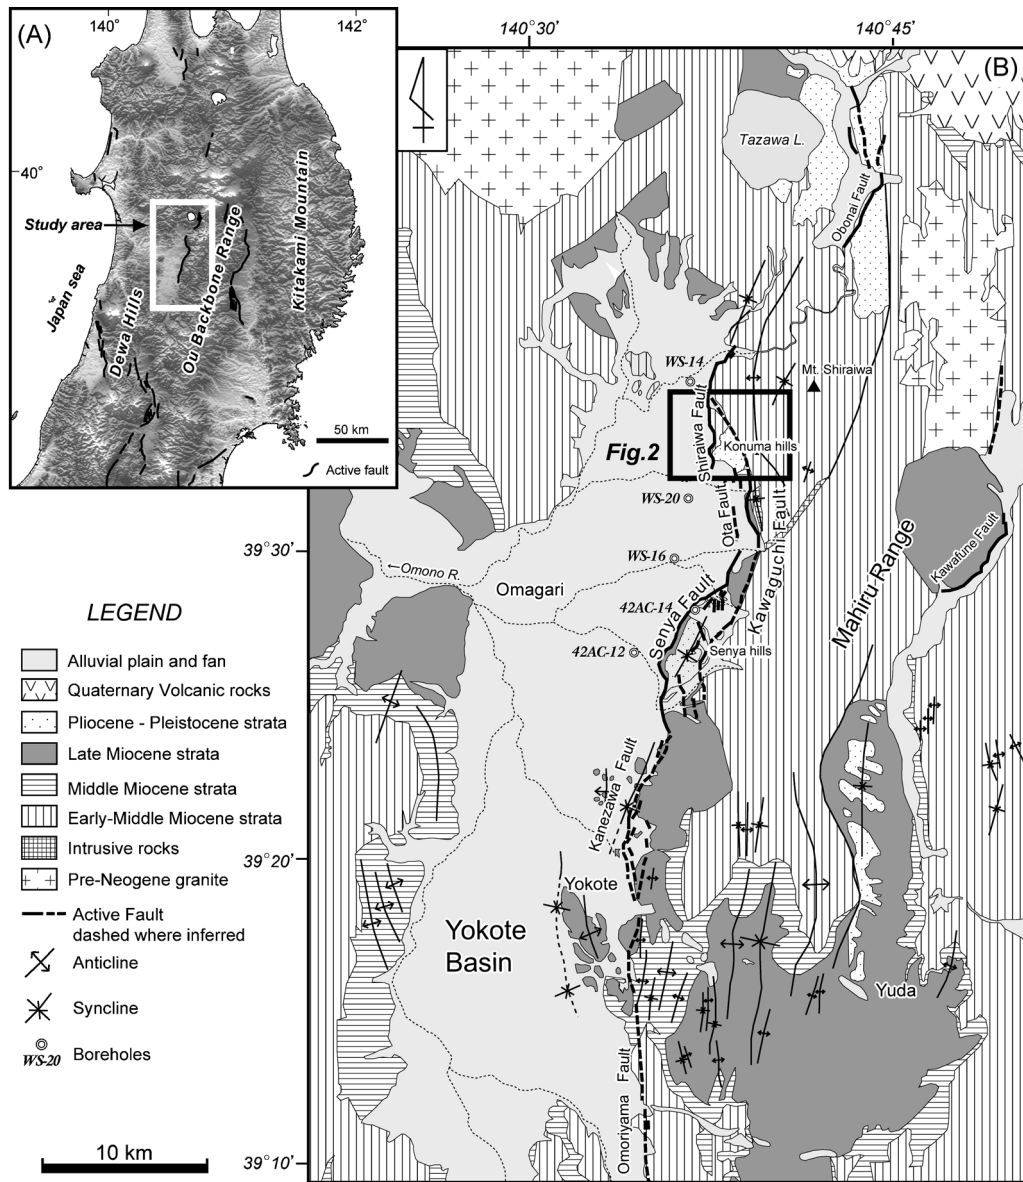 (A)
140°
142°
40°
Study area
Japan sea
Dewa Hills
Ou Backbone Range
Kitakami Mountain
50 km
Active fault
140°30′
140°45′
(B)
Tazawa L.
Obonai Fault
WS-14
Mt. Shiraiwa
Shiraiwa Fault
Konuma hills
Fig.2
WS-20
Ota Fault
Kawaguchi Fault
39°30′
WS-16
←Omono R.
Omagari
Mahiru Range
Kawafune Fault
Senya Fault
42AC-14
42AC-12
Senya hills
Kanezawa Fault
39°20′
Yokote
Yokote
Basin
Yuda
Omoriyama Fault
39°10′
LEGEND
Alluvial plain and fan
Quaternary Volcanic rocks
Pliocene - Pleistocene strata
Late Miocene strata
Middle Miocene strata
Early-Middle Miocene strata
Intrusive rocks
Pre-Neogene granite
Active Fault
dashed where inferred
Anticline
Syncline
WS-20 Boreholes
10 km